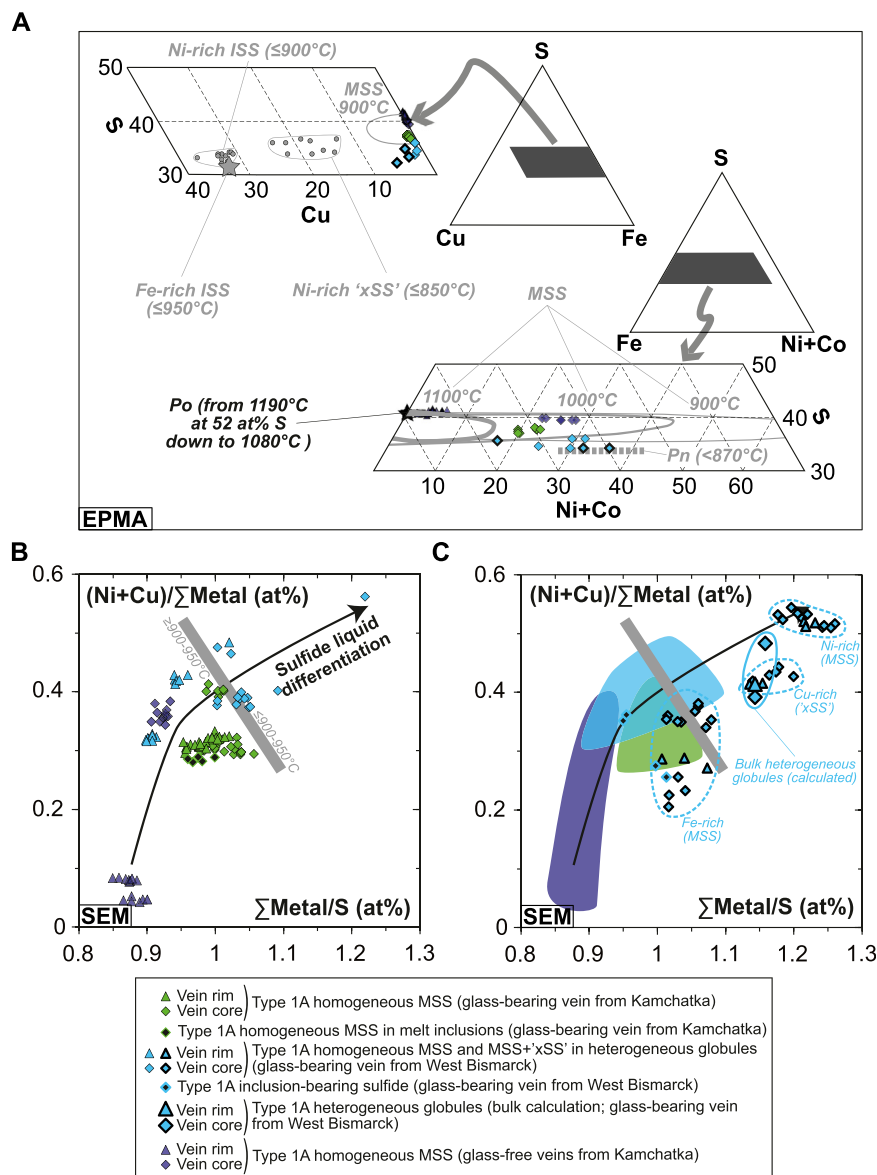 A
Ni-rich ISS (≤900°C)
50
MSS
900°C
S
40
30
40
30
20
10
Cu
S
Cu
Fe
S
Fe
Ni+Co
Fe-rich ISS
(≤950°C)
Ni-rich 'xSS' (≤850°C)
MSS
50
1100°C
1000°C
900°C
40
S
Po (from 1190°C
at 52 at% S
down to 1080°C )
Pn (<870°C)
30
10
20
30
40
50
60
Ni+Co
EPMA
B
0.6
(Ni+Cu)/∑Metal (at%)
≥900-950°C
Sulfide liquid
differentiation
0.4
≤900-950°C
0.2
∑Metal/S (at%)
0
SEM
0.8
0.9
1
1.1
1.2
1.3
C
0.6
(Ni+Cu)/∑Metal (at%)
Ni-rich
(MSS)
0.4
Cu-rich
('xSS')
Bulk heterogeneous
globules (calculated)
Fe-rich
(MSS)
0.2
∑Metal/S (at%)
0
SEM
0.8
0.9
1
1.1
1.2
1.3
Vein rim
Vein core
) Type 1A homogeneous MSS (glass-bearing vein from Kamchatka)
Type 1A homogeneous MSS in melt inclusions (glass-bearing vein from Kamchatka)
Vein rim
Vein core
) Type 1A homogeneous MSS and MSS+'xSS' in heterogeneous globules
(glass-bearing vein from West Bismarck)
Type 1A inclusion-bearing sulfide (glass-bearing vein from West Bismarck)
Vein rim
Vein core
) Type 1A heterogeneous globules (bulk calculation; glass-bearing vein
from West Bismarck)
Vein rim
Vein core
) Type 1A homogeneous MSS (glass-free veins from Kamchatka)